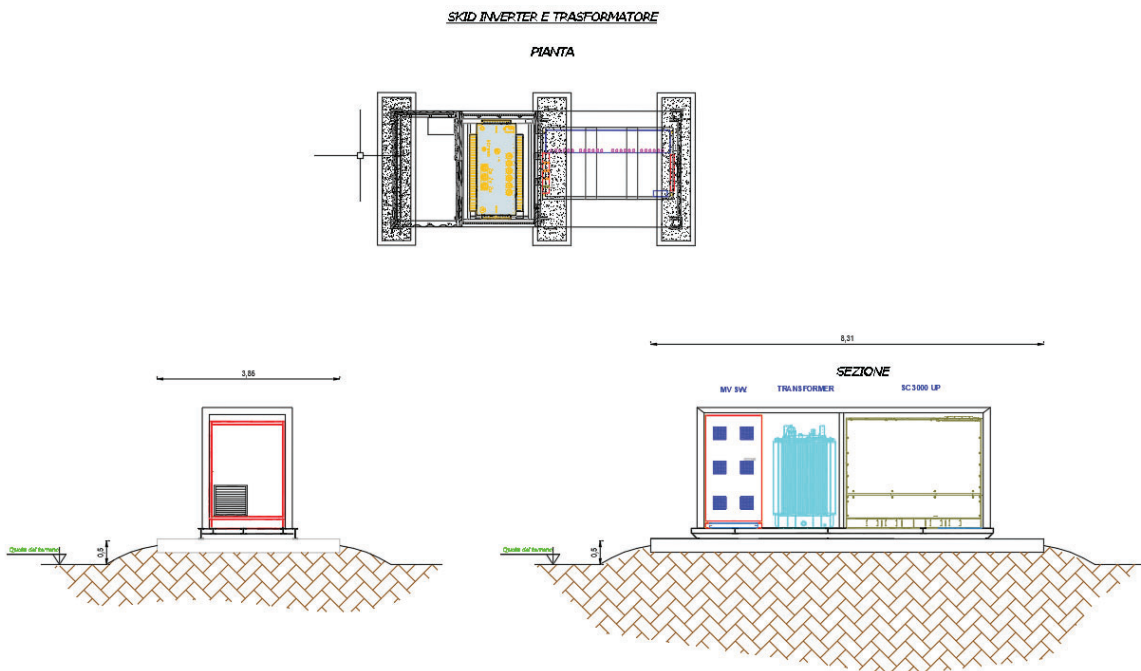 SKID INVERTER E TRASFORMATORE
PIANTA
8,31
3,86
SEZIONE
MV SW.
TRANSFORMER
SC 3000 UP
Quota del terreno
0,5
Quota del terreno
0,5